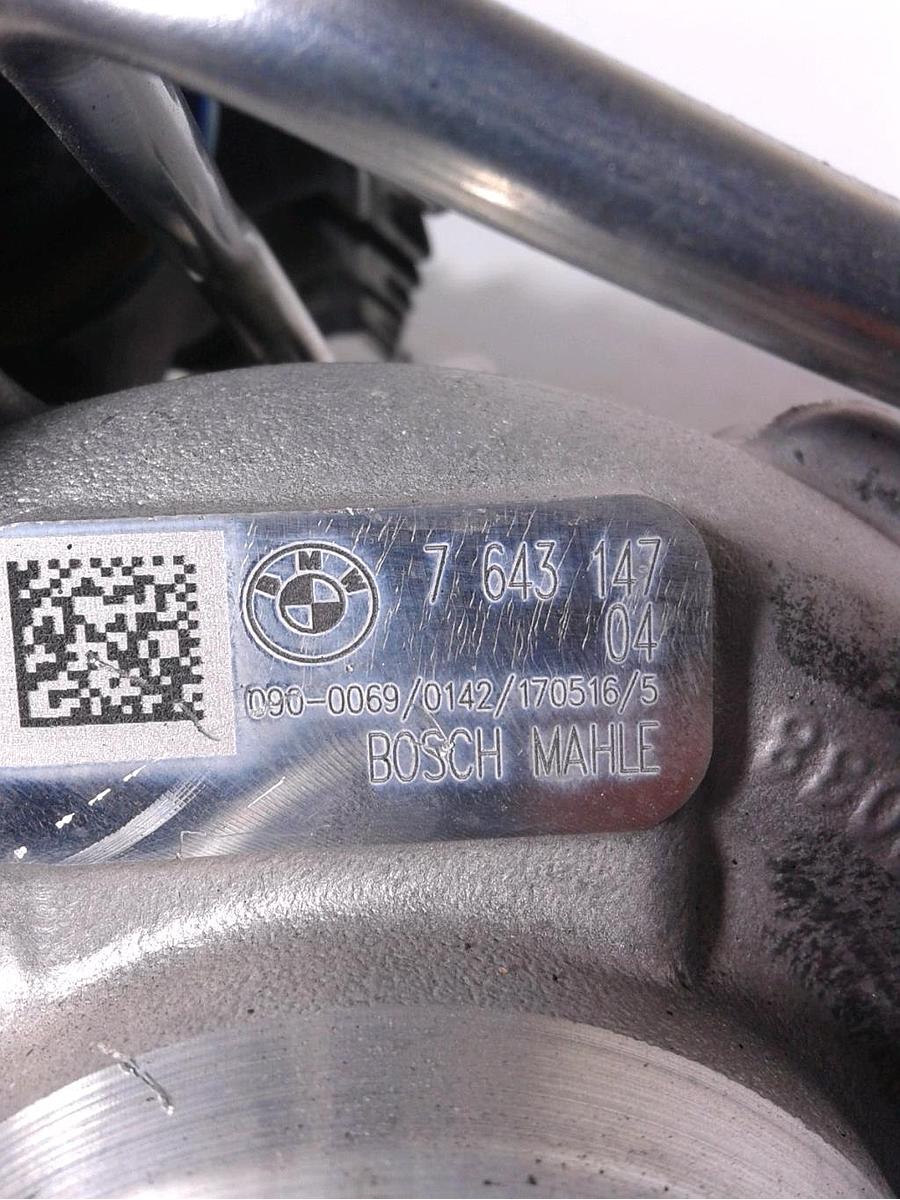 BMW
7 643 147
04
090-0069/0142/170516/5
BOSCH MAHLE